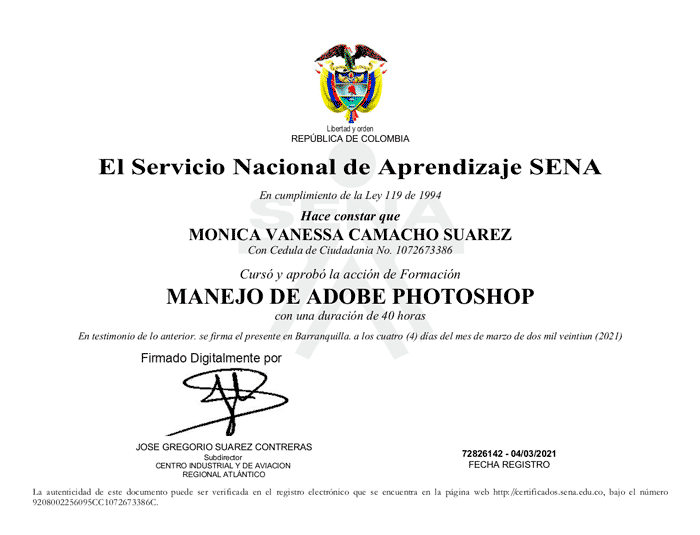 Libertad y orden
REPÚBLICA DE COLOMBIA
El Servicio Nacional de Aprendizaje SENA
En cumplimiento de la Ley 119 de 1994
SENA
Hace constar que
MONICA VANESSA CAMACHO SUAREZ
Con Cedula de Ciudadania No. 1072673386
Cursó y aprobó la acción de Formación
MANEJO DE ADOBE PHOTOSHOP
con una duración de 40 horas
En testimonio de lo anterior. se firma el presente en Barranquilla. a los cuatro (4) días del mes de marzo de dos mil veintiun (2021)
Firmado Digitalmente por
JOSE GREGORIO SUAREZ CONTRERAS
Subdirector
CENTRO INDUSTRIAL Y DE AVIACION
REGIONAL ATLÁNTICO
72826142 - 04/03/2021
FECHA REGISTRO
La autenticidad de este documento puede ser verificada en el registro electrónico que se encuentra en la página web http://certificados.sena.edu.co, bajo el número
9208002256095CC1072673386C.